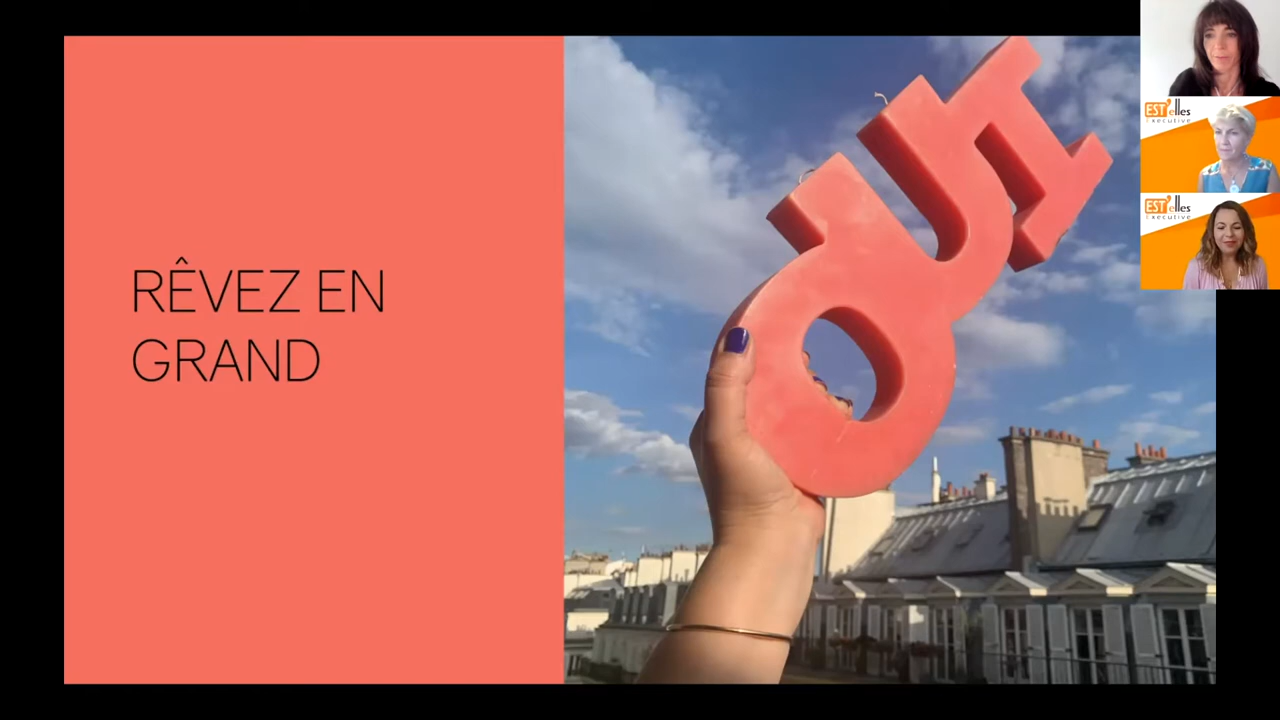 RÊVEZ EN
GRAND
OUI
EST'elles
Executive
EST'elles
Executive